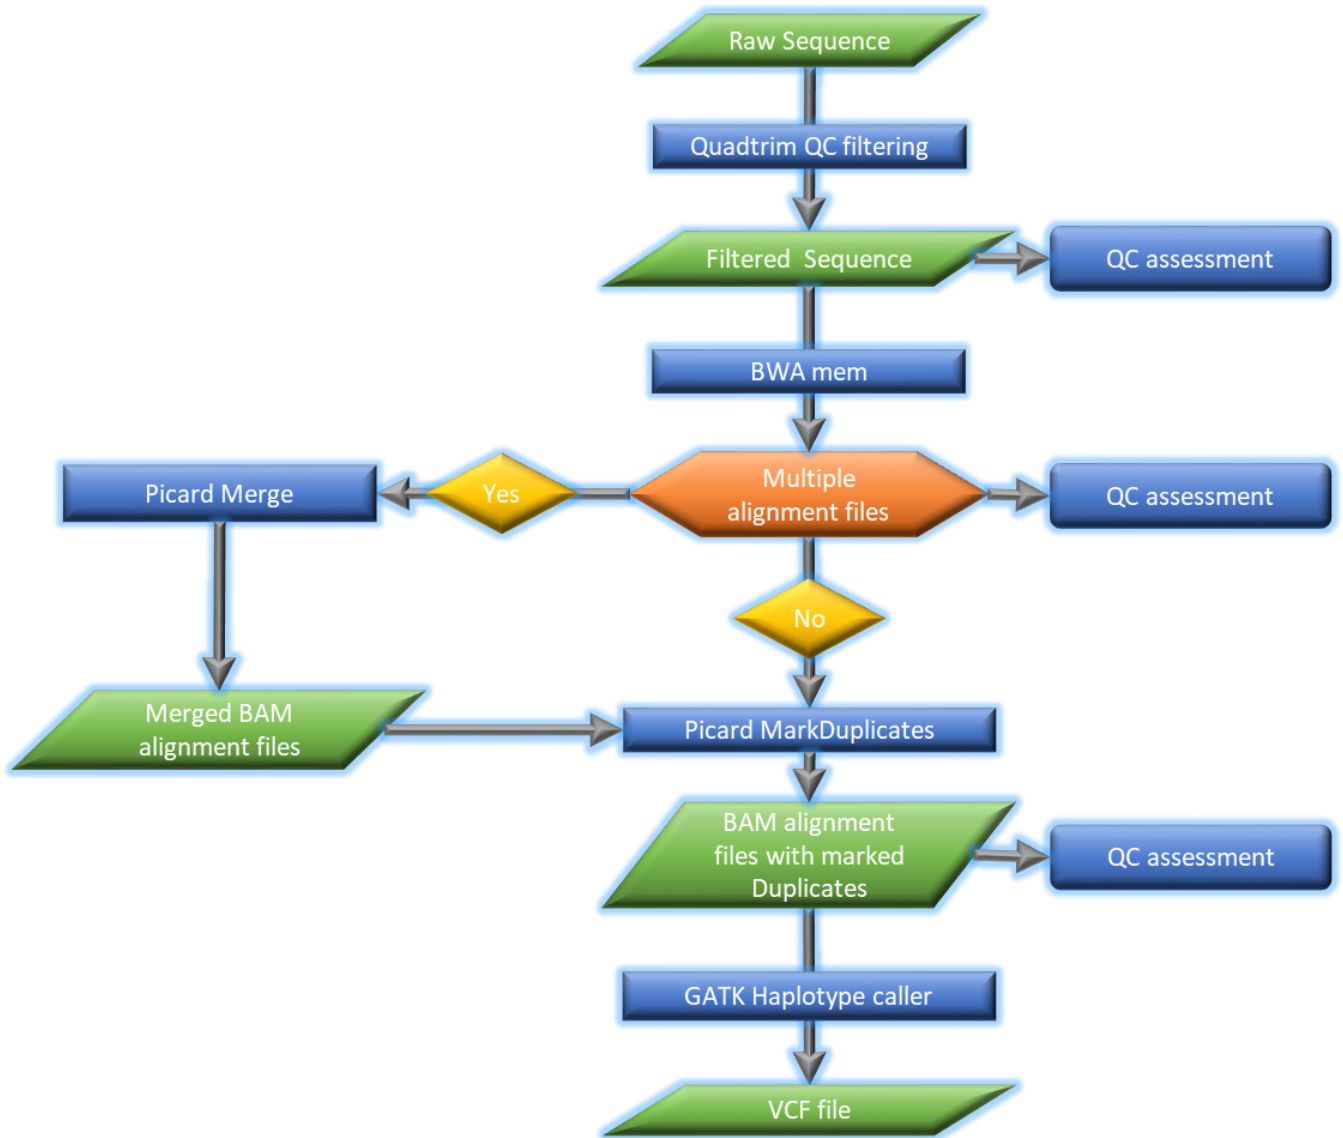 Raw Sequence
Quadtrim QC filtering
Filtered  Sequence
QC assessment
BWA mem
Picard Merge
Yes
Multiple
alignment files
QC assessment
No
Merged BAM
alignment files
Picard MarkDuplicates
BAM alignment
files with marked
Duplicates
QC assessment
GATK Haplotype caller
VCF file